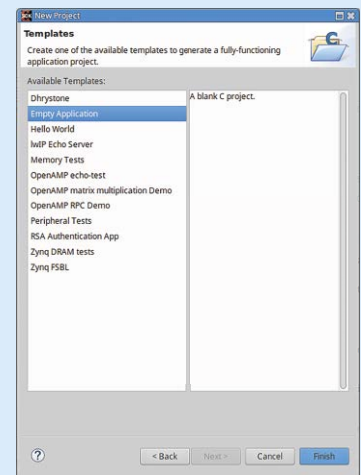 New Project
Templates
Create one of the available templates to generate a fully-functioning
application project.
Available Templates:
Dhrystone
Empty Application
Hello World
lwIP Echo Server
Memory Tests
OpenAMP echo-test
OpenAMP matrix multiplication Demo
OpenAMP RPC Demo
Peripheral Tests
RSA Authentication App
Zynq DRAM tests
Zynq FSBL
A blank C project.
?
< Back
Next >
Cancel
Finish